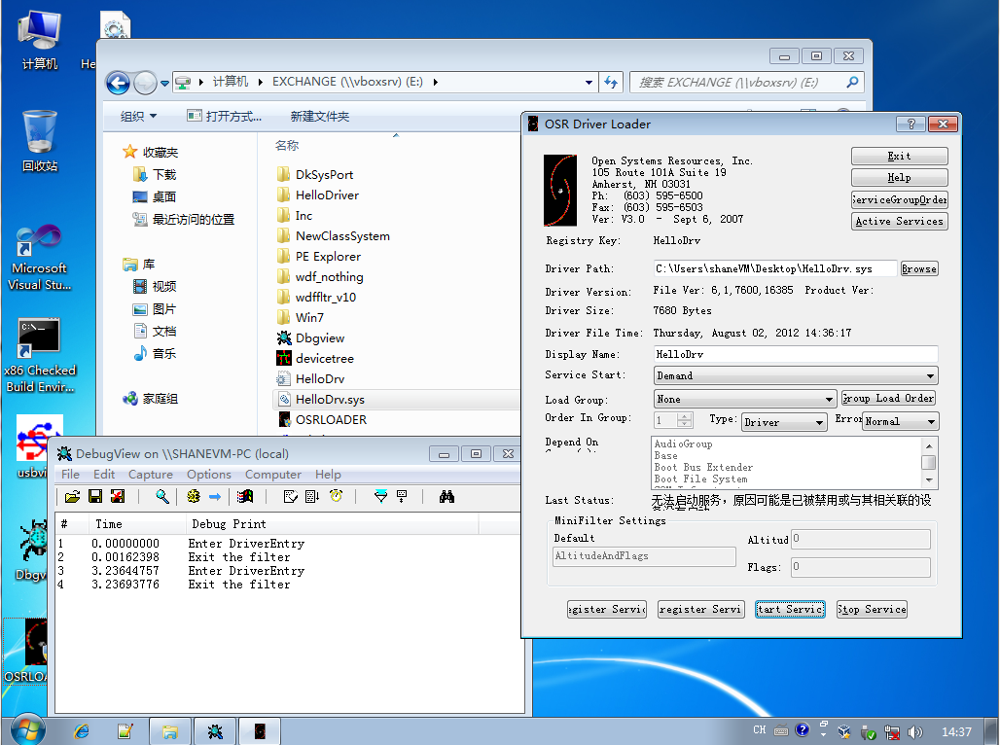 计算机
He
回收站
Microsoft
Visual Stu...
C:\_
x86 Checked
Build Envir...
usbvi
Dbgv
OSRLOA
计算机 EXCHANGE (\\vboxsrv) (E:)
搜索 EXCHANGE (\\vboxsrv) (E:)
组织 打开方式... 新建文件夹
收藏夹
下载
桌面
最近访问的位置
库
视频
图片
文档
音乐
家庭组
名称
DkSysPort
HelloDriver
Inc
NewClassSystem
PE Explorer
wdf_nothing
wdffltr_v10
Win7
Dbgview
devicetree
HelloDrv
HelloDrv.sys
OSRLOADER
DebugView on \\SHANEVM-PC (local)
File Edit Capture Options Computer Help
# Time Debug Print
1 0.00000000 Enter DriverEntry
2 0.00162398 Exit the filter
3 3.23644757 Enter DriverEntry
4 3.23693776 Exit the filter
OSR Driver Loader
Open Systems Resources, Inc.
105 Route 101A Suite 19
Amherst, NH 03031
Ph: (603) 595-6500
Fax: (603) 595-6503
Ver: V3.0 - Sept 6, 2007
Exit
Help
ServiceGroupOrder
Active Services
Registry Key: HelloDrv
Driver Path: C:\Users\shaneVM\Desktop\HelloDrv.sys Browse
Driver Version: File Ver: 6,1,7600,16385 Product Ver:
Driver Size: 7680 Bytes
Driver File Time: Thursday, August 02, 2012 14:36:17
Display Name: HelloDrv
Service Start: Demand
Load Group: None Group Load Order
Order In Group: 1 Type: Driver Error Normal
Depend On
AudioGroup
Base
Boot Bus Extender
Boot File System
Last Status: 无法启动服务，原因可能是已被禁用或与其相关联的设
MiniFilter Settings
Default
AltitudeAndFlags
Altitud 0
Flags: 0
egister Servic register Servi tart Servic Stop Service
CH
14:37